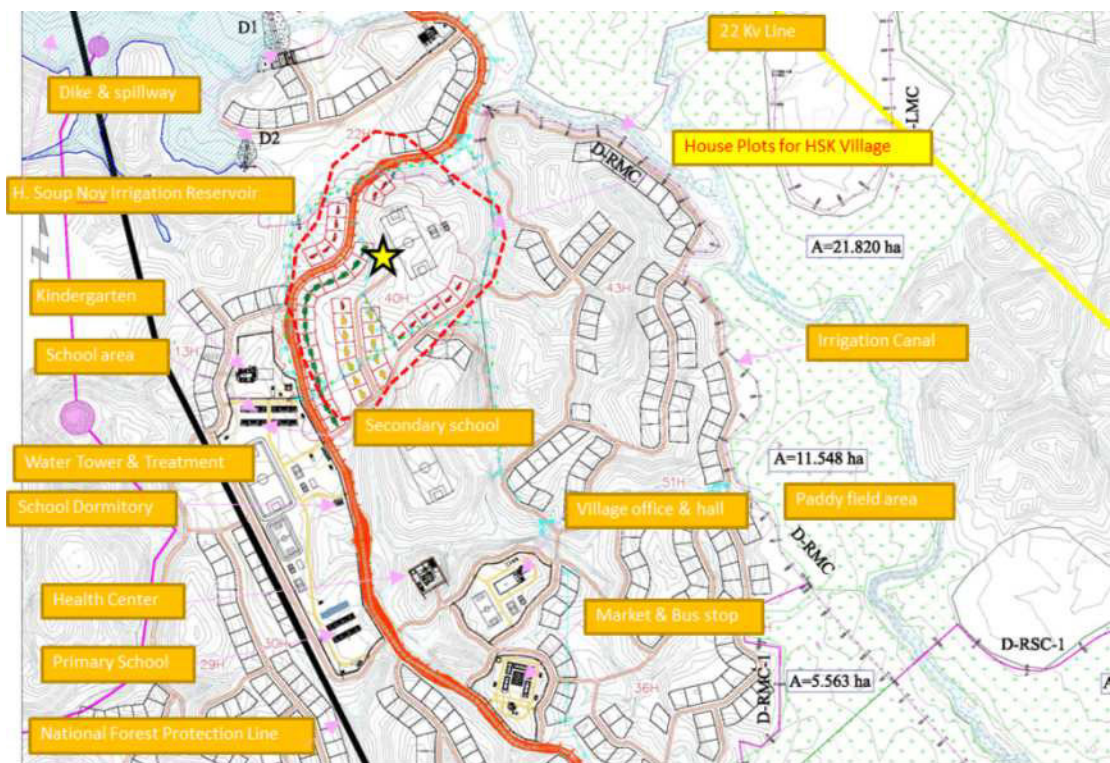 D1
22 Kv Line
Dike & spillway
-LMC
D2
22H
House Plots for HSK Village
D-RMC
H. Soup Noy Irrigation Reservoir
A=21.820 ha
Kindergarten
40H
43H
13H
School area
Irrigation Canal
Secondary school
Water Tower & Treatment
A=11.548 ha
51H
School Dormitory
Village office & hall
Paddy field area
D-RMC
Health Center
Market & Bus stop
30H
Primary School
29H
D-RSC-1
36H
D-RMC-1
A=5.563 ha
A
National Forest Protection Line